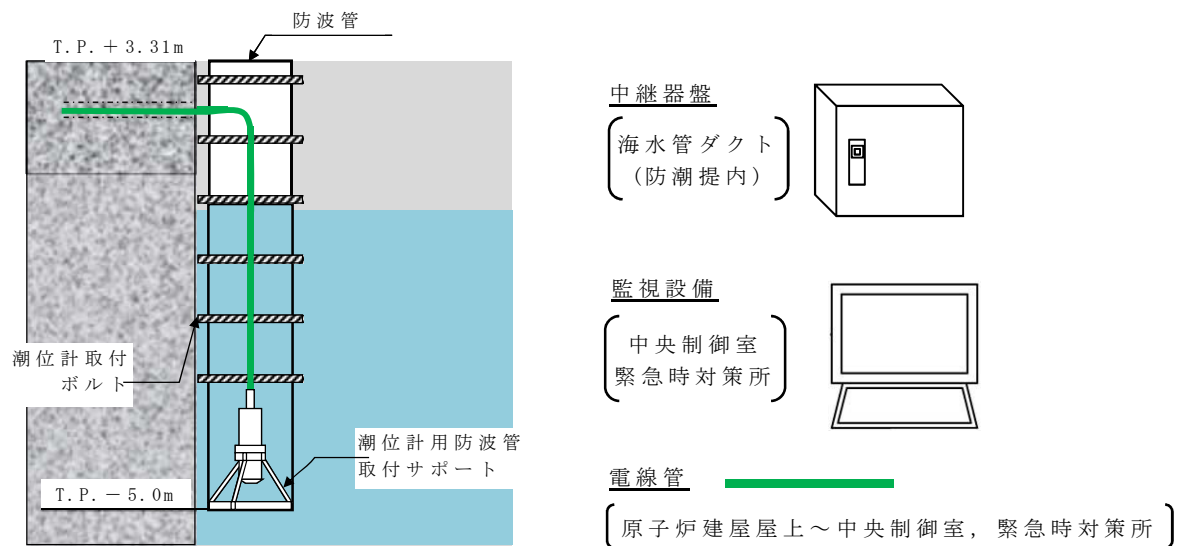 防波管
T.P.＋3.31m
潮位計取付
ボルト
潮位計用防波管
取付サポート
T.P.－5.0m
中継器盤
海水管ダクト
（防潮提内）
監視設備
中央制御室
緊急時対策所
電線管
原子炉建屋屋上～中央制御室，緊急時対策所